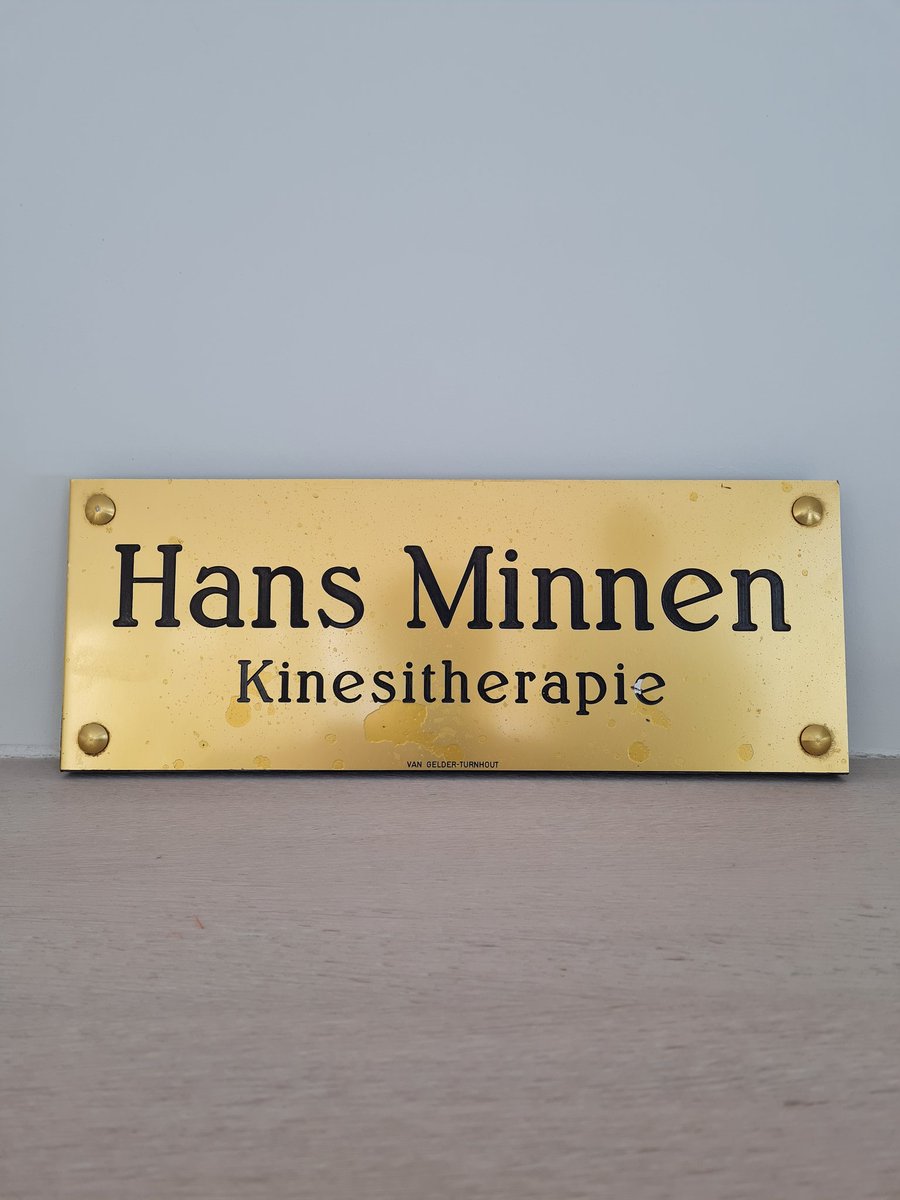 Hans Minnen
Kinesitherapie
VAN GELDER-TURNHOUT